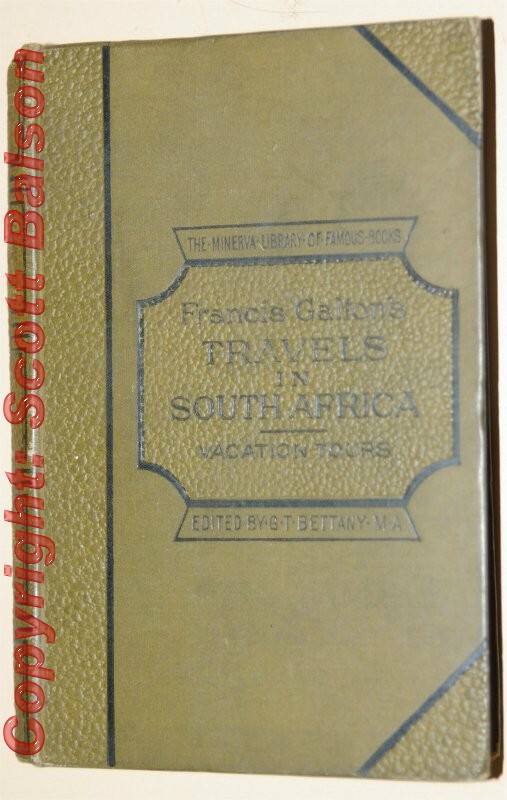 THE·MINERVA·LIBRARY·OF·FAMOUS·BOOKS
Francis Galton's
TRAVELS
IN
SOUTH AFRICA
VACATION TOURS
EDITED BY·G·T·BETTANY·M·A·
Copyright: Scott Balson